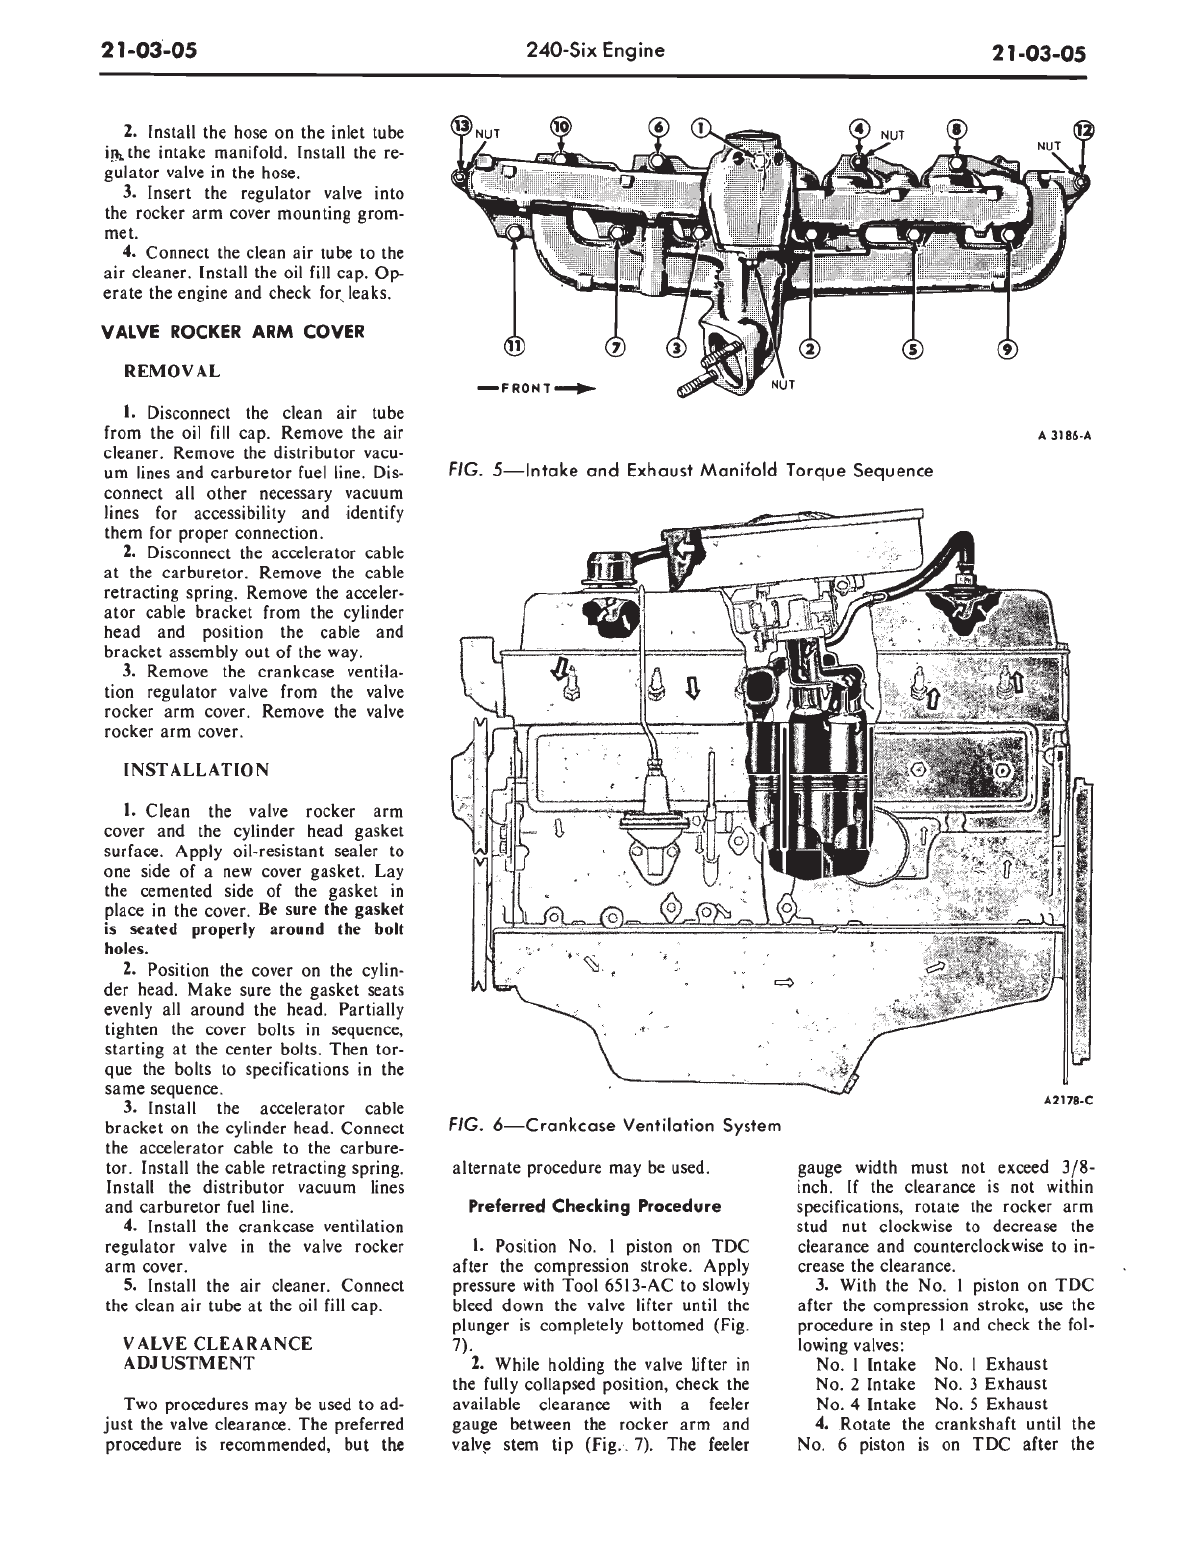 21-03-05
240-Six Engine
21-03-05
2. Install the hose on the inlet tube
in the intake manifold. Install the re-
gulator valve in the hose.
3. Insert the regulator valve into
the rocker arm cover mounting grom-
met.
4. Connect the clean air tube to the
air cleaner. Install the oil fill cap. Op-
erate the engine and check for leaks.
VALVE ROCKER ARM COVER
REMOVAL
1. Disconnect the clean air tube
from the oil fill cap. Remove the air
cleaner. Remove the distributor vacu-
um lines and carburetor fuel line. Dis-
connect all other necessary vacuum
lines for accessibility and identify
them for proper connection.
2. Disconnect the accelerator cable
at the carburetor. Remove the cable
retracting spring. Remove the acceler-
ator cable bracket from the cylinder
head and position the cable and
bracket assembly out of the way.
3. Remove the crankcase ventila-
tion regulator valve from the valve
rocker arm cover. Remove the valve
rocker arm cover.
INSTALLATION
1. Clean the valve rocker arm
cover and the cylinder head gasket
surface. Apply oil-resistant sealer to
one side of a new cover gasket. Lay
the cemented side of the gasket in
place in the cover. Be sure the gasket
is seated properly around the bolt
holes.
2. Position the cover on the cylin-
der head. Make sure the gasket seats
evenly all around the head. Partially
tighten the cover bolts in sequence,
starting at the center bolts. Then tor-
que the bolts to specifications in the
same sequence.
3. Install the accelerator cable
bracket on the cylinder head. Connect
the accelerator cable to the carbure-
tor. Install the cable retracting spring.
Install the distributor vacuum lines
and carburetor fuel line.
4. Install the crankcase ventilation
regulator valve in the valve rocker
arm cover.
5. Install the air cleaner. Connect
the clean air tube at the oil fill cap.
VALVE CLEARANCE
ADJUSTMENT
Two procedures may be used to ad-
just the valve clearance. The preferred
procedure is recommended, but the
13 NUT 10 6 1 4 NUT 8 NUT 12
11 7 3 2 5 9
FRONT
NUT
A 3186-A
FIG. 5—Intake and Exhaust Manifold Torque Sequence
A2178-C
FIG. 6—Crankcase Ventilation System
alternate procedure may be used.
Preferred Checking Procedure
1. Position No. 1 piston on TDC
after the compression stroke. Apply
pressure with Tool 6513-AC to slowly
bleed down the valve lifter until the
plunger is completely bottomed (Fig.
7).
2. While holding the valve lifter in
the fully collapsed position, check the
available clearance with a feeler
gauge between the rocker arm and
valve stem tip (Fig. 7). The feeler
gauge width must not exceed 3/8-
inch. If the clearance is not within
specifications, rotate the rocker arm
stud nut clockwise to decrease the
clearance and counterclockwise to in-
crease the clearance.
3. With the No. 1 piston on TDC
after the compression stroke, use the
procedure in step 1 and check the fol-
lowing valves:
No. 1 Intake No. 1 Exhaust
No. 2 Intake No. 3 Exhaust
No. 4 Intake No. 5 Exhaust
4. Rotate the crankshaft until the
No. 6 piston is on TDC after the